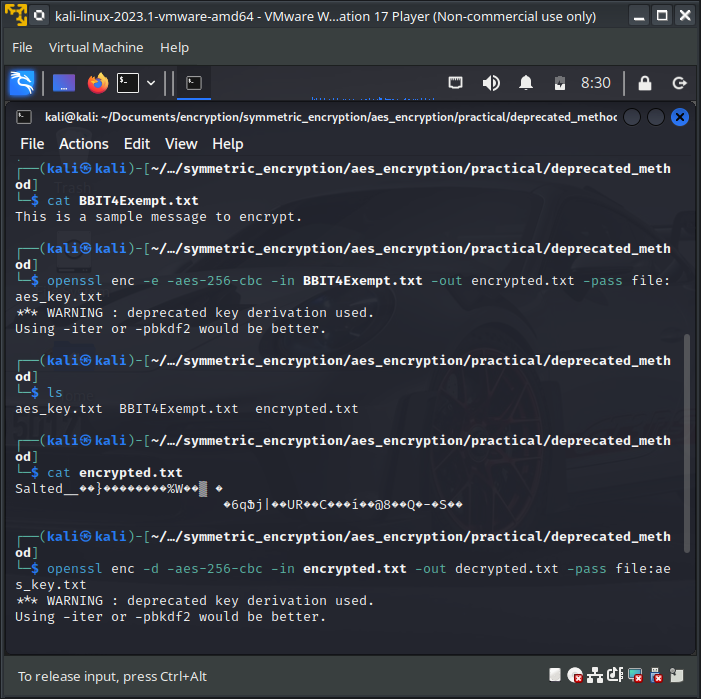 kali-linux-2023.1-vmware-amd64 - VMware W...ation 17 Player (Non-commercial use only)
File Virtual Machine Help
8:30
kali@kali: ~/Documents/encryption/symmetric_encryption/aes_encryption/practical/deprecated_method
File Actions Edit View Help
┌──(kali㉿kali)-[~/…/symmetric_encryption/aes_encryption/practical/deprecated_meth
od]
└─$ cat BBIT4Exempt.txt
This is a sample message to encrypt.
┌──(kali㉿kali)-[~/…/symmetric_encryption/aes_encryption/practical/deprecated_meth
od]
└─$ openssl enc -e -aes-256-cbc -in BBIT4Exempt.txt -out encrypted.txt -pass file:
aes_key.txt
*** WARNING : deprecated key derivation used.
Using -iter or -pbkdf2 would be better.
┌──(kali㉿kali)-[~/…/symmetric_encryption/aes_encryption/practical/deprecated_meth
od]
└─$ ls
aes_key.txt BBIT4Exempt.txt encrypted.txt
┌──(kali㉿kali)-[~/…/symmetric_encryption/aes_encryption/practical/deprecated_meth
od]
└─$ cat encrypted.txt
Salted__��}��������%W��▒ �
�j|��UR��C���i��@8��Q�-�S��
┌──(kali㉿kali)-[~/…/symmetric_encryption/aes_encryption/practical/deprecated_meth
od]
└─$ openssl enc -d -aes-256-cbc -in encrypted.txt -out decrypted.txt -pass file:ae
s_key.txt
*** WARNING : deprecated key derivation used.
Using -iter or -pbkdf2 would be better.
To release input, press Ctrl+Alt